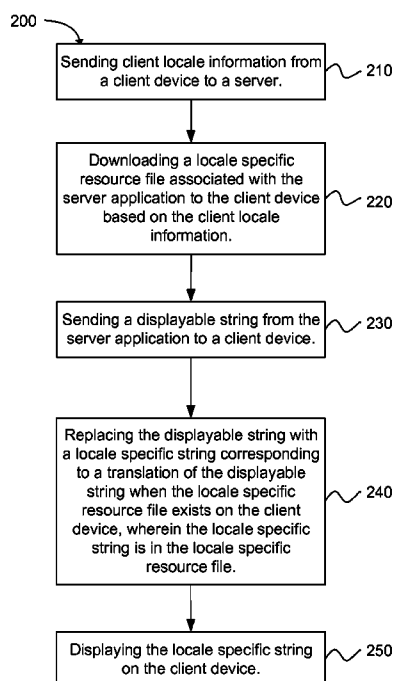 200
Sending client locale information from
a client device to a server.
210
Downloading a locale specific
resource file associated with the
server application to the client device
based on the client locale
information.
220
Sending a displayable string from the
server application to a client device.
230
Replacing the displayable string with
a locale specific string corresponding
to a translation of the displayable
string when the locale specific
resource file exists on the client
device, wherein the locale specific
string is in the locale specific
resource file.
240
Displaying the locale specific string
on the client device.
250